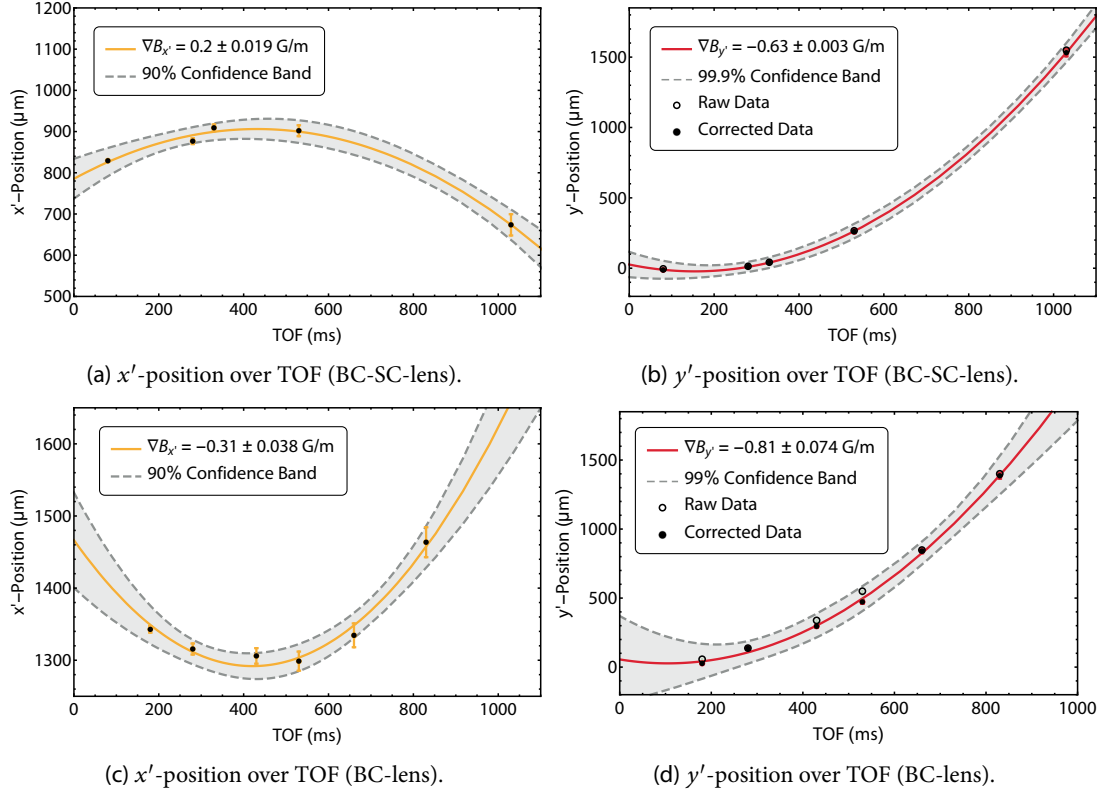 1200
1100
1000
900
800
700
600
500
x'−Position (μm)
∇Bx' = 0.2 ± 0.019 G/m
90% Confidence Band
0 200 400 600 800 1000
TOF (ms)
(a) x'-position over TOF (BC-SC-lens).
1500
1000
500
0
y'−Position (μm)
∇By' = −0.63 ± 0.003 G/m
99.9% Confidence Band
Raw Data
Corrected Data
0 200 400 600 800 1000
TOF (ms)
(b) y'-position over TOF (BC-SC-lens).
1600
1500
1400
1300
x'−Position (μm)
∇Bx' = −0.31 ± 0.038 G/m
90% Confidence Band
0 200 400 600 800 1000
TOF (ms)
(c) x'-position over TOF (BC-lens).
1500
1000
500
0
y'−Position (μm)
∇By' = −0.81 ± 0.074 G/m
99% Confidence Band
Raw Data
Corrected Data
0 200 400 600 800 1000
TOF (ms)
(d) y'-position over TOF (BC-lens).